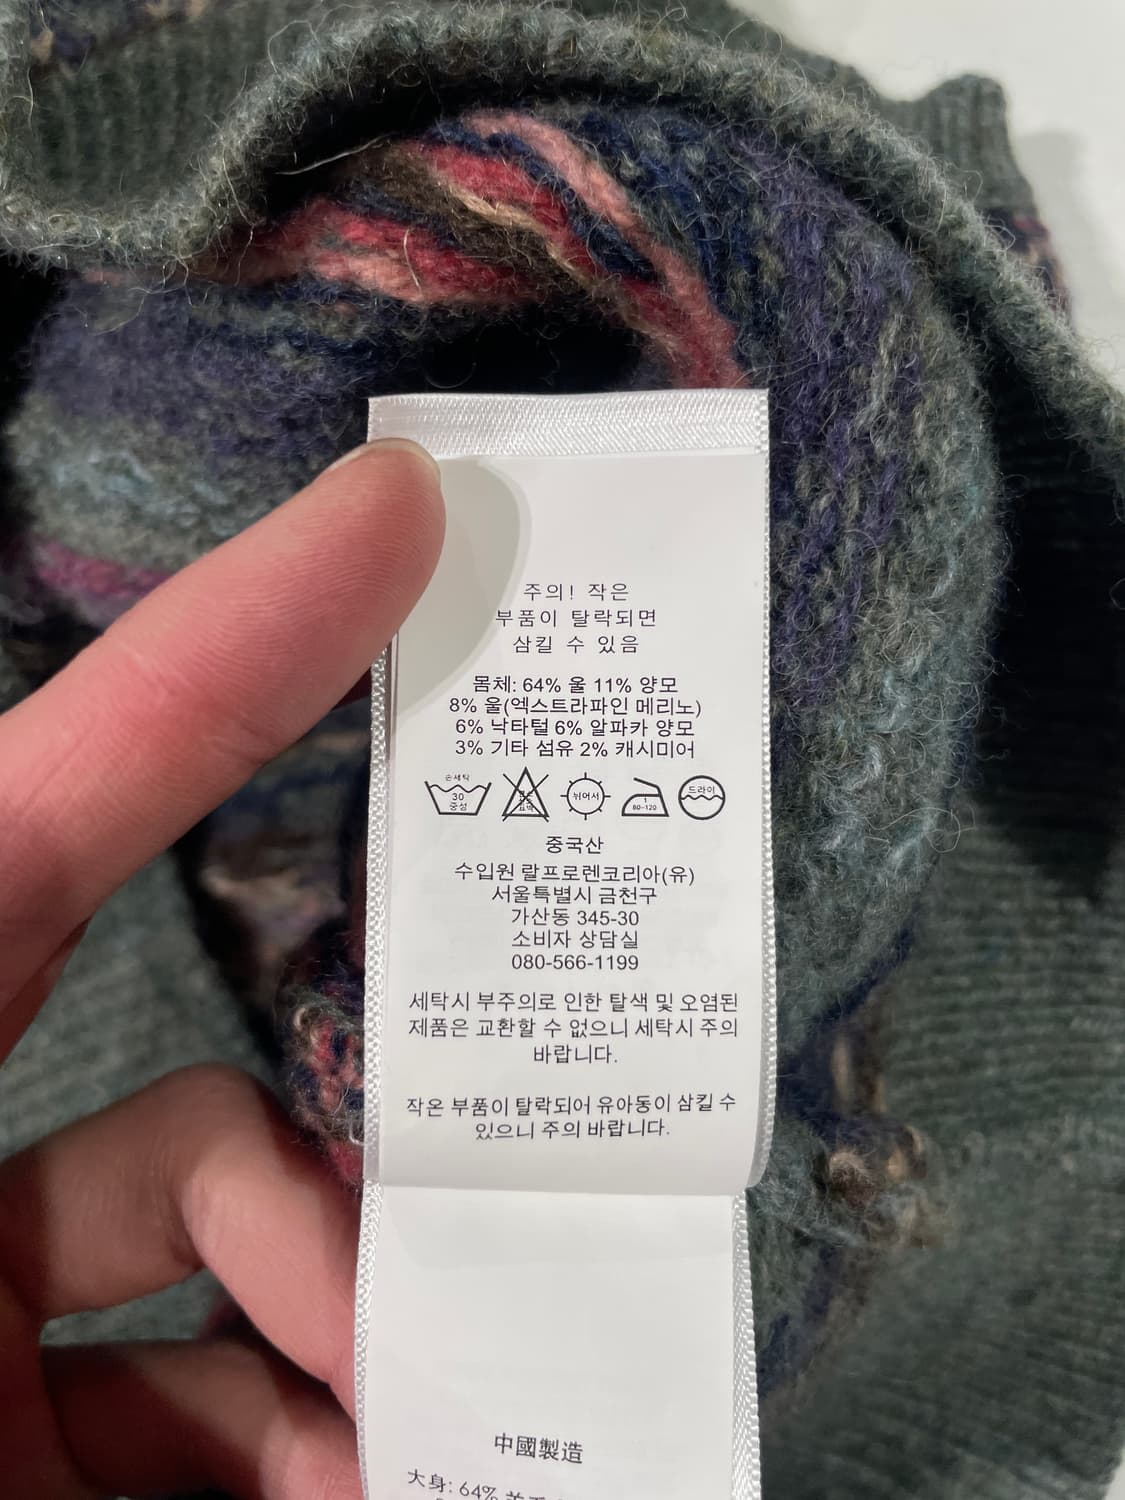 주의! 작은
부품이 탈락되면
삼킬 수 있음
몸체: 64% 울 11% 양모
8% 울(엑스트라파인 메리노)
6% 낙타털 6% 알파카 양모
3% 기타 섬유 2% 캐시미어
손세탁
30
중성
뉘어서
1
80-120
드라이
중국산
수입원 랄프로렌코리아(유)
서울특별시 금천구
가산동 345-30
소비자 상담실
080-566-1199
세탁시 부주의로 인한 탈색 및 오염된
제품은 교환할 수 없으니 세탁시 주의
바랍니다.
작은 부품이 탈락되어 유아동이 삼킬 수
있으니 주의 바랍니다.
中國製造
大身: 64%